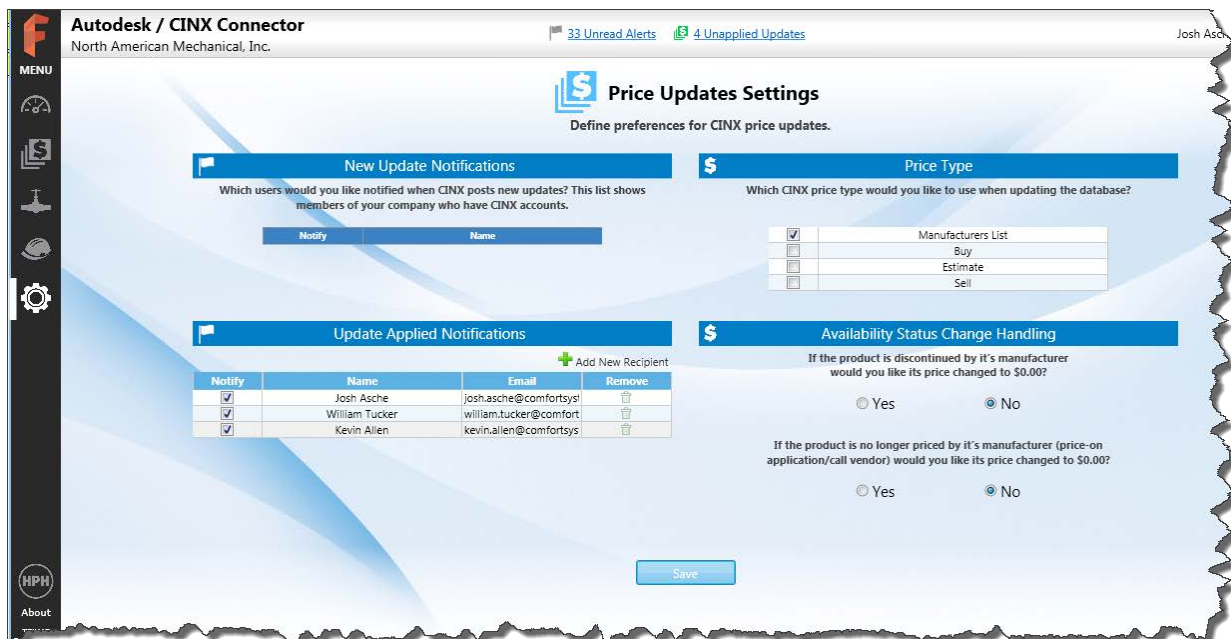 Autodesk / CINX Connector
North American Mechanical, Inc.
33 Unread Alerts
4 Unapplied Updates
Josh
MENU
Price Updates Settings
Define preferences for CINX price updates.
New Update Notifications
Which users would you like notified when CINX posts new updates? This list shows
members of your company who have CINX accounts.
Notify Name
Price Type
Which CINX price type would you like to use when updating the database?
Manufacturers List
Buy
Estimate
Sell
Update Applied Notifications
Add New Recipient
Notify Name Email Remove
Josh Asche josh.asche@comfortsyst
William Tucker william.tucker@comfort
Kevin Allen kevin.allen@comfortsys
Availability Status Change Handling
If the product is discontinued by it's manufacturer
would you like its price changed to $0.00?
Yes No
If the product is no longer priced by it's manufacturer (price-on
application/call vendor) would you like its price changed to $0.00?
Yes No
Save
HPH
About